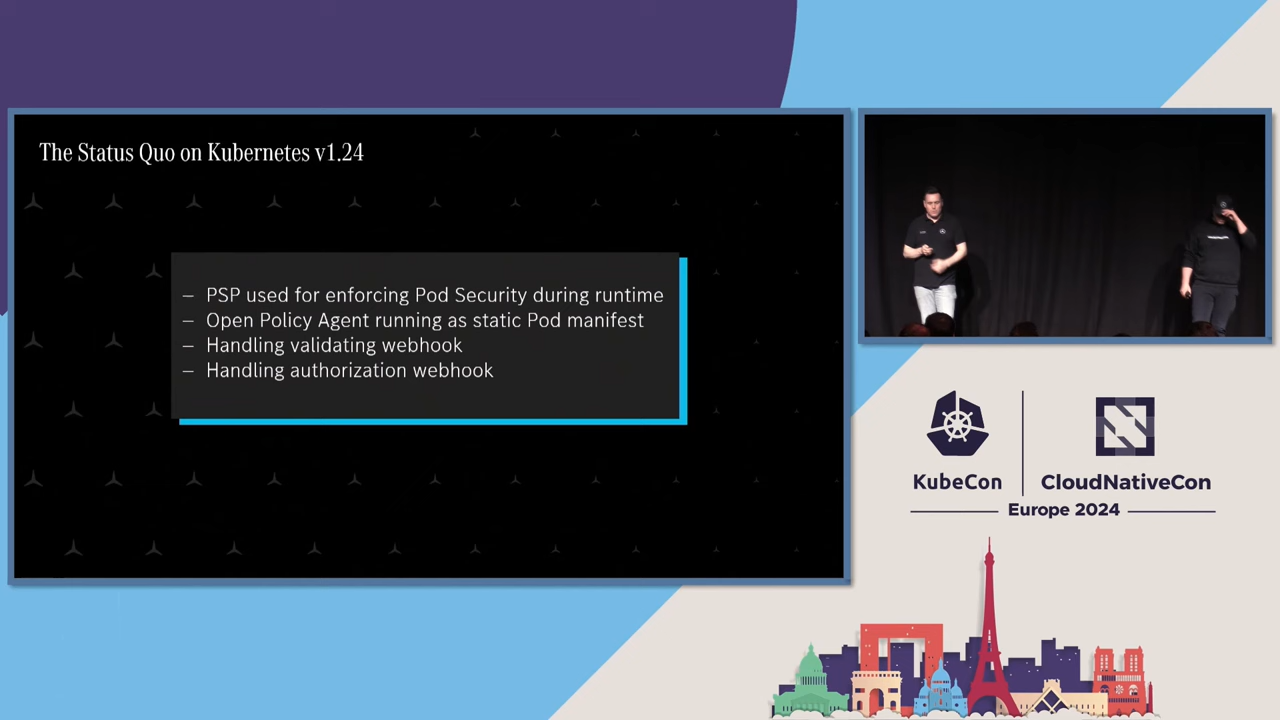 The Status Quo on Kubernetes v1.24
– PSP used for enforcing Pod Security during runtime
– Open Policy Agent running as static Pod manifest
– Handling validating webhook
– Handling authorization webhook
KubeCon
CloudNativeCon
Europe 2024